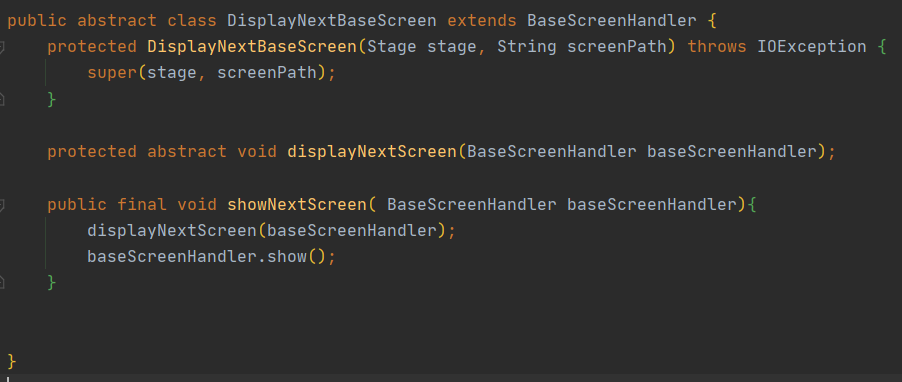 public abstract class DisplayNextBaseScreen extends BaseScreenHandler {
    protected DisplayNextBaseScreen(Stage stage, String screenPath) throws IOException {
        super(stage, screenPath);
    }

    protected abstract void displayNextScreen(BaseScreenHandler baseScreenHandler);

    public final void showNextScreen( BaseScreenHandler baseScreenHandler){
        displayNextScreen(baseScreenHandler);
        baseScreenHandler.show();
    }


}